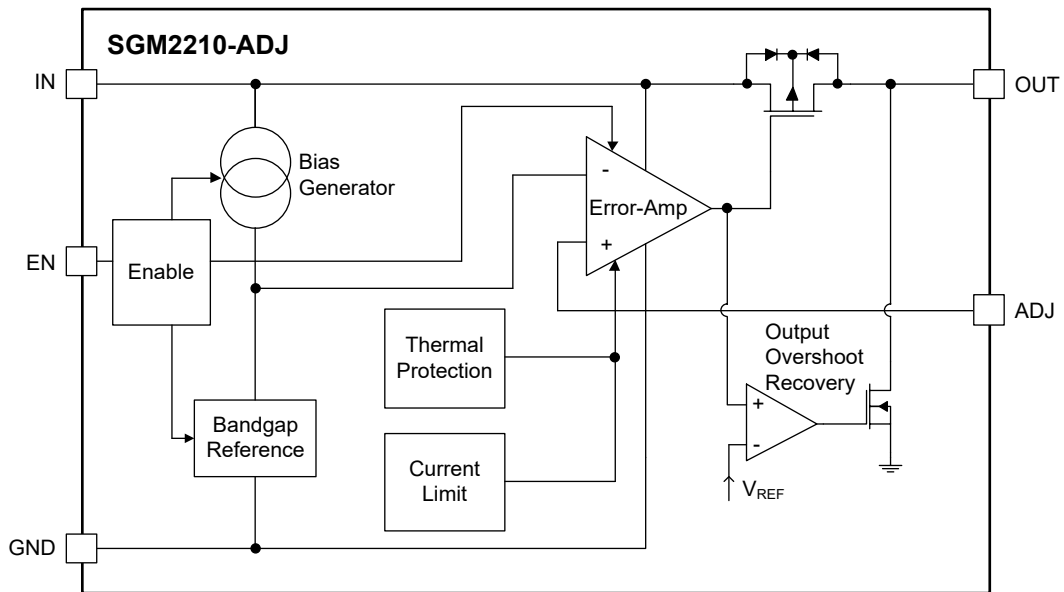 SGM2210-ADJ
IN
OUT
Bias
Generator
-
Error-Amp
+
EN
Enable
ADJ
Thermal
Protection
Output
Overshoot
Recovery
Bandgap
Reference
+
-
Current
Limit
VREF
GND